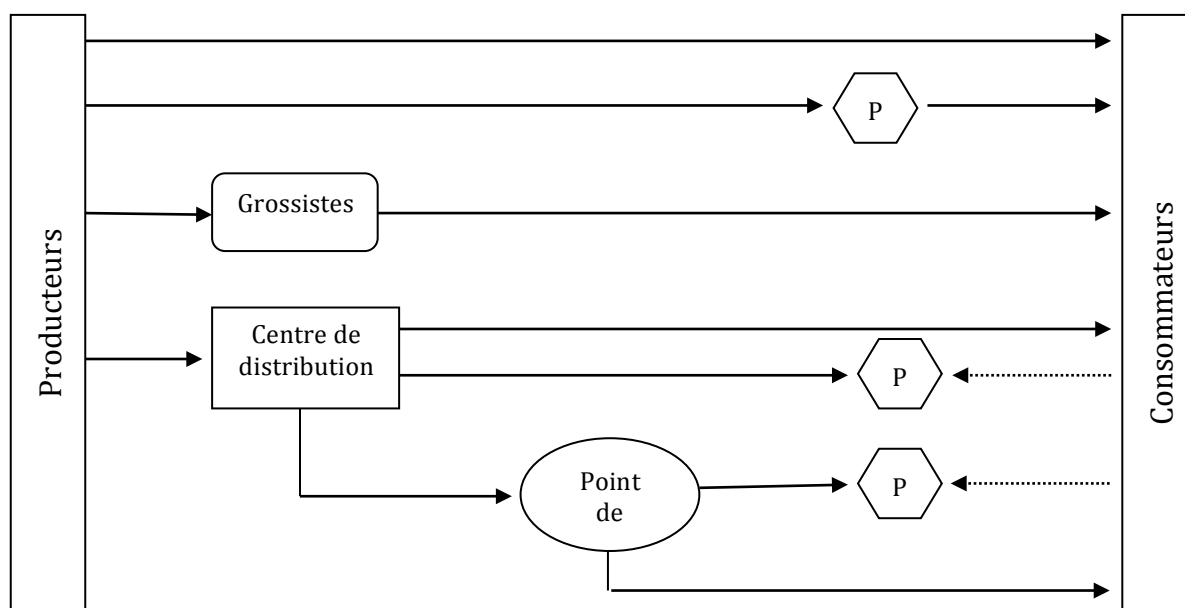 Producteurs
P
Grossistes
Centre de
distribution
P
Point
de
P
Consommateurs